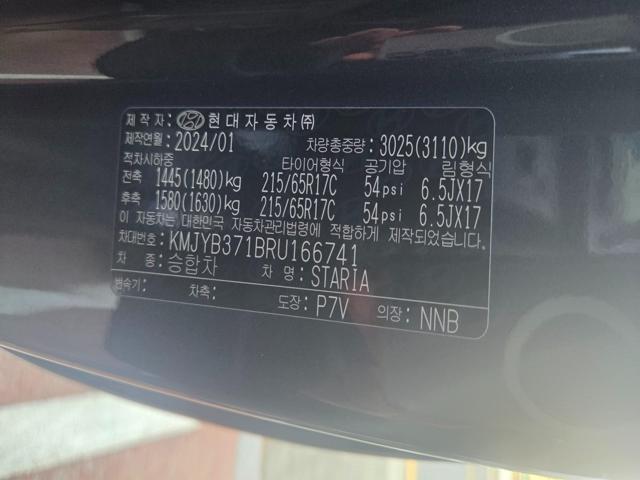 제 작 자: 현대자동차㈜
제작연월: 2024/01 차량총중량: 3025(3110)kg
적차시하중 타이어형식 공기압 림형식
전축 1445(1480)kg 215/65R17C 54psi 6.5JX17
후축 1580(1630)kg 215/65R17C 54psi 6.5JX17
이 자동차는 대한민국 자동차관리법령에 적합하게 제작되었습니다.
차대번호: KMJYB371BRU166741
차 종: 승합차 차 명: STARIA
변속기: 차축: 도장: P7V 의장: NNB